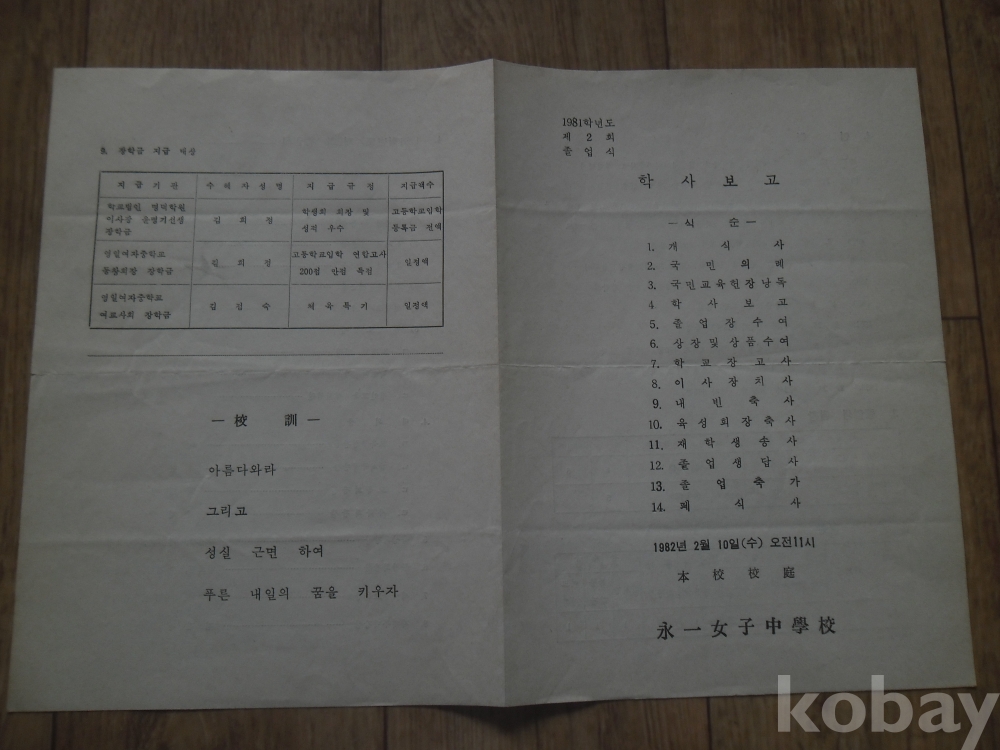 9. 장학금 지급 대상
지급기관 수혜자성명 지급규정 지급액수
학교법인 명덕학원
이사장 운영거선생
장학금
김희정
학생회 회장 및
성적 우수
고등학교입학
등록금 전액
영일여자중학교
동창회장 장학금
김희정
고등학교입학 연합고사
200점 만점 득점
일정액
영일여자중학교
여교사회 장학금
김김숙
체육특기
일정액
—校 訓—
아름다와라
그리고
성실 근면 하여
푸른 내일의 꿈을 키우자
1981학년도
제 2 회
졸업식
학사보고
—식 순—
1. 개식사
2. 국민의례
3. 국민교육헌장낭독
4 학사보고
5. 졸업장수여
6. 상장및상품수여
7. 학교장고사
8. 이사장치사
9. 내빈축사
10. 육성회장축사
11. 재학생송사
12. 졸업생답사
13. 졸업축가
14. 폐식사
1982년 2월 10일(수) 오전11시
本校校庭
永一女子中學校
kobay